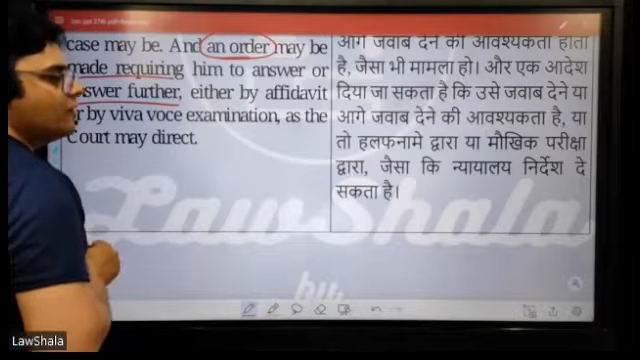 case may be. And an order may be
made requiring him to answer or
answer further, either by affidavit
or by viva voce examination, as the
Court may direct.
आगे जवाब देने की आवश्यकता होती
है, जैसा भी मामला हो। और एक आदेश
दिया जा सकता है कि उसे जवाब देने या
आगे जवाब देने की आवश्यकता है, या
तो हलफनामे द्वारा या मौखिक परीक्षा
द्वारा, जैसा कि न्यायालय निर्देश दे
सकता है।
LawShala
by
LawShala